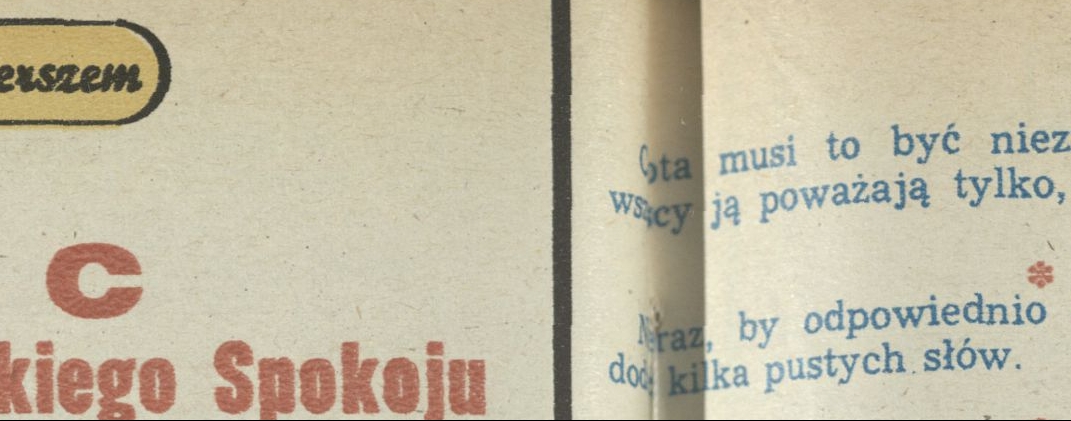 erszem
c
kiego Spokoju
musi to być niez
ją poważają tylko,
by odpowiednio
kilka pustych słów.